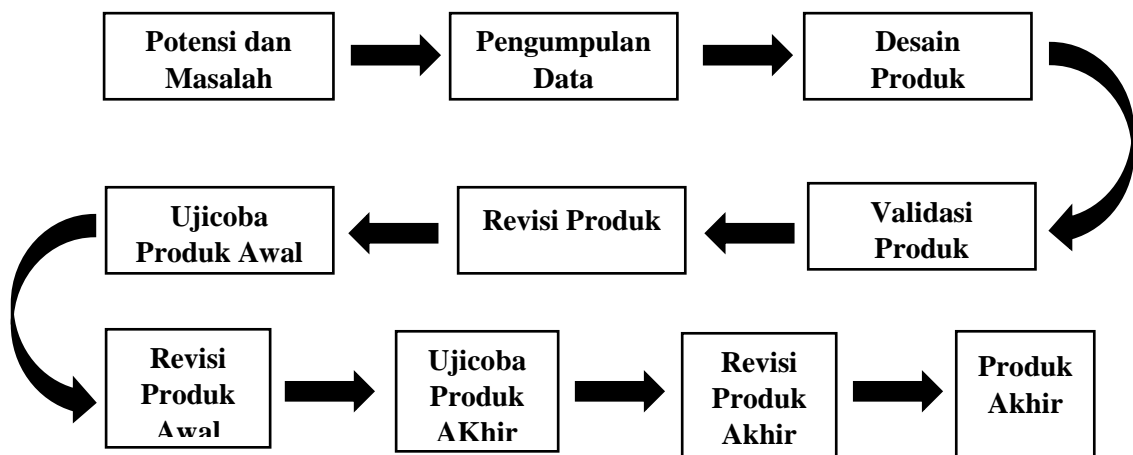 Potensi dan
Masalah
Pengumpulan
Data
Desain
Produk
Validasi
Produk
Revisi Produk
Ujicoba
Produk Awal
Revisi
Produk
Awal
Ujicoba
Produk
AKhir
Revisi
Produk
Akhir
Produk
Akhir